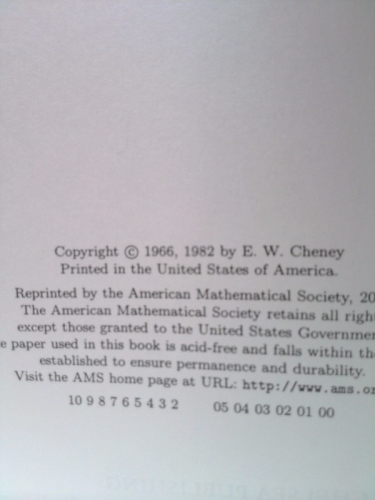 Copyright © 1966, 1982 by E. W. Cheney
Printed in the United States of America.
Reprinted by the American Mathematical Society, 20
The American Mathematical Society retains all righ
except those granted to the United States Governme
e paper used in this book is acid-free and falls within the
established to ensure permanence and durability.
Visit the AMS home page at URL: http://www.ams.or
10 9 8 7 6 5 4 3 2 05 04 03 02 01 00